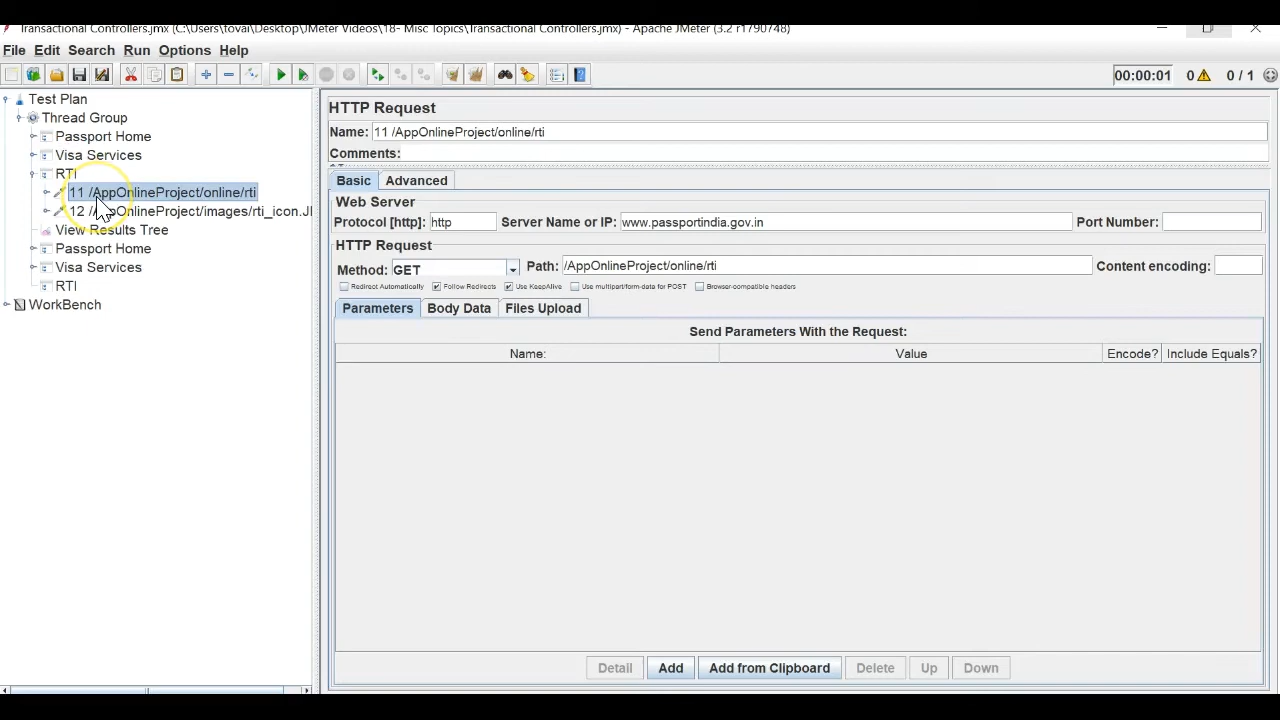 Transactional Controllers.jmx (C:\Users\tovai\Desktop\JMeter Videos\18- Misc Topics\Transactional Controllers.jmx) - Apache JMeter (3.2 r1790748)
File Edit Search Run Options Help
00:00:01 0 0 / 1
Test Plan
Thread Group
Passport Home
Visa Services
RTI
11 /AppOnlineProject/online/rti
12 /AppOnlineProject/images/rti_icon.JI
View Results Tree
Passport Home
Visa Services
RTI
WorkBench
HTTP Request
Name: 11 /AppOnlineProject/online/rti
Comments:
Basic Advanced
Web Server
Protocol [http]: http Server Name or IP: www.passportindia.gov.in Port Number:
HTTP Request
Method: GET Path: /AppOnlineProject/online/rti Content encoding:
Redirect Automatically Follow Redirects Use KeepAlive Use multipart/form-data for POST Browser-compatible headers
Parameters Body Data Files Upload
Send Parameters With the Request:
Name: Value Encode? Include Equals?
Detail Add Add from Clipboard Delete Up Down